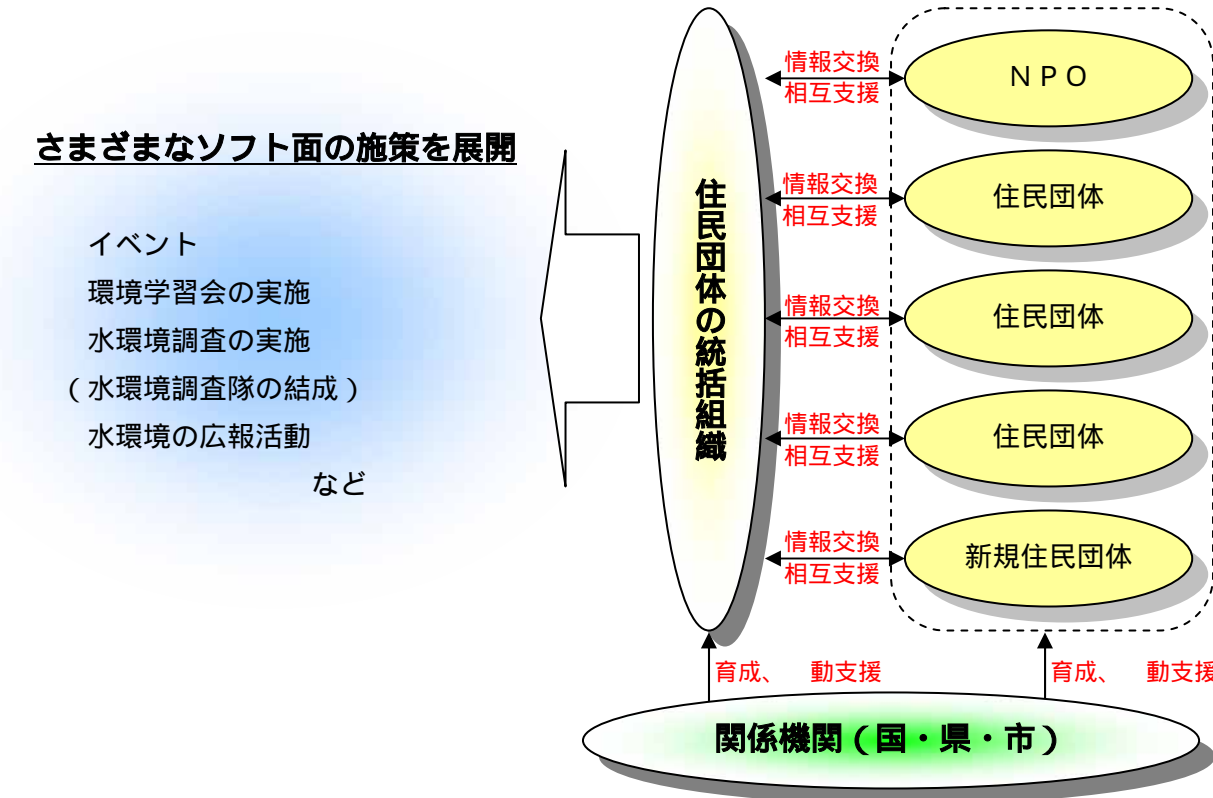 さまざまなソフト面の施策を展開
イベント
環境学習会の実施
水環境調査の実施
(水環境調査隊の結成)
水環境の広報活動
など
住民団体の統括組織
情報交換
相互支援
NPO
情報交換
相互支援
住民団体
情報交換
相互支援
住民団体
情報交換
相互支援
住民団体
情報交換
相互支援
新規住民団体
育成、 動支援
育成、 動支援
関係機関(国・県・市)